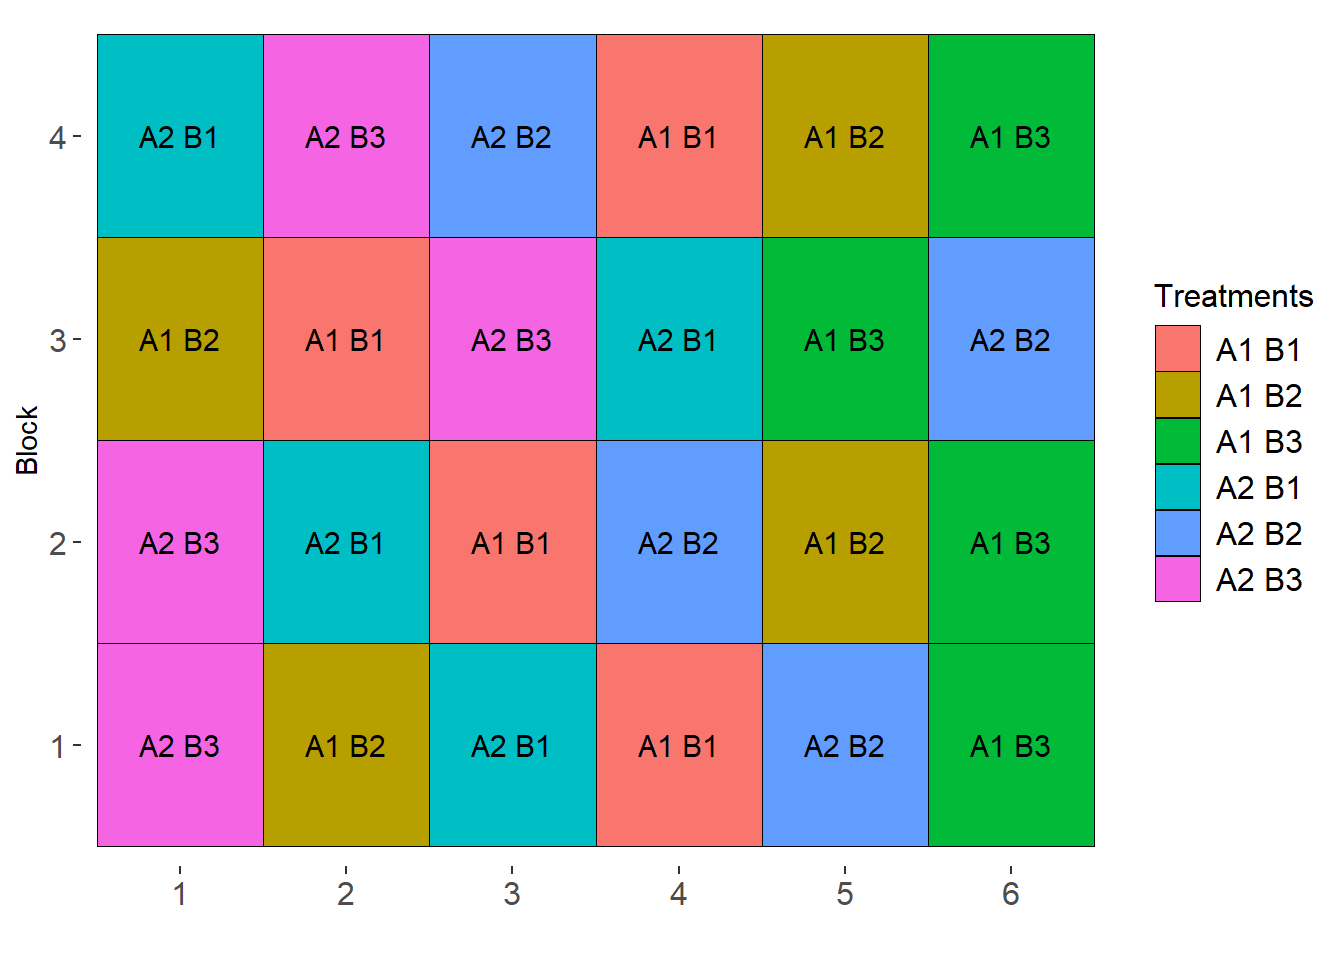 4 A2 B1 A2 B3 A2 B2 A1 B1 A1 B2 A1 B3
3 A1 B2 A1 B1 A2 B3 A2 B1 A1 B3 A2 B2
2 A2 B3 A2 B1 A1 B1 A2 B2 A1 B2 A1 B3
1 A2 B3 A1 B2 A2 B1 A1 B1 A2 B2 A1 B3
1 2 3 4 5 6
Block
Treatments
A1 B1
A1 B2
A1 B3
A2 B1
A2 B2
A2 B3